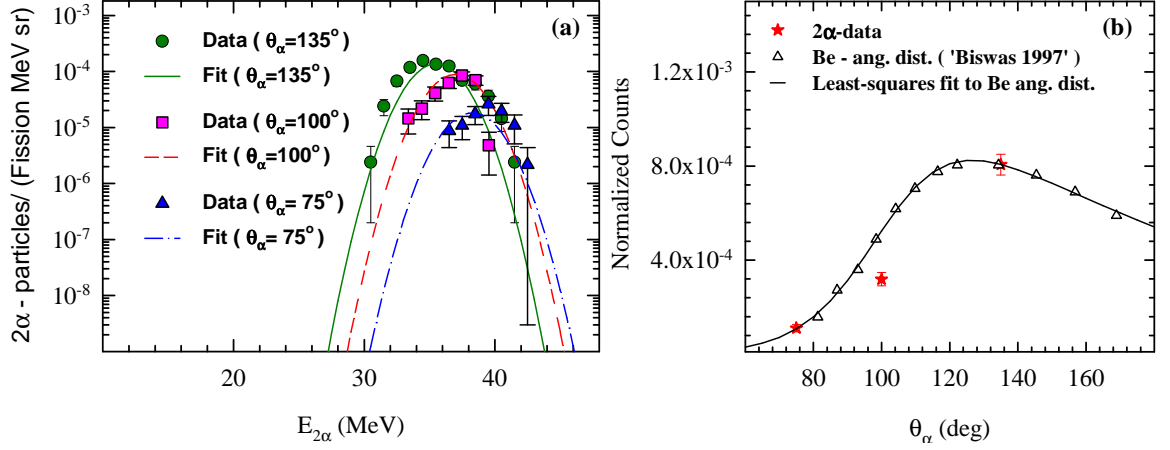 2α - particles/ (Fission MeV sr)
10⁻³
10⁻⁴
10⁻⁵
10⁻⁶
10⁻⁷
10⁻⁸
(a)
Data ( θα=135°)
Fit ( θα=135°)
Data ( θα=100°)
Fit ( θα=100°)
Data ( θα= 75°)
Fit ( θα= 75°)
20
30
40
E2α (MeV)
Normalized Counts
1.2x10⁻³
8.0x10⁻⁴
4.0x10⁻⁴
(b)
2α-data
Be - ang. dist. ( 'Biswas 1997' )
Least-squares fit to Be ang. dist.
80
100
120
140
160
θα (deg)